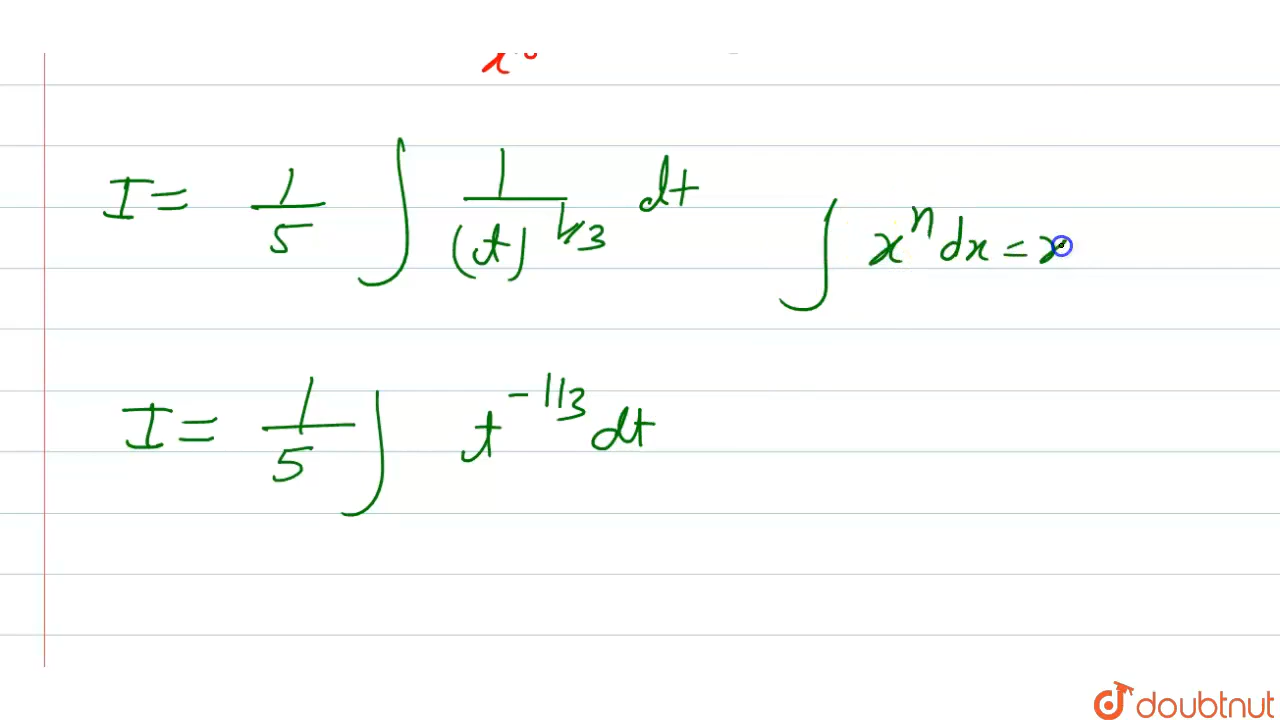 I = 1/5 ∫ 1/(t)^1/3 dt
∫ x^n dx = x
I = 1/5 ∫ t^-1/3 dt
doubtnut